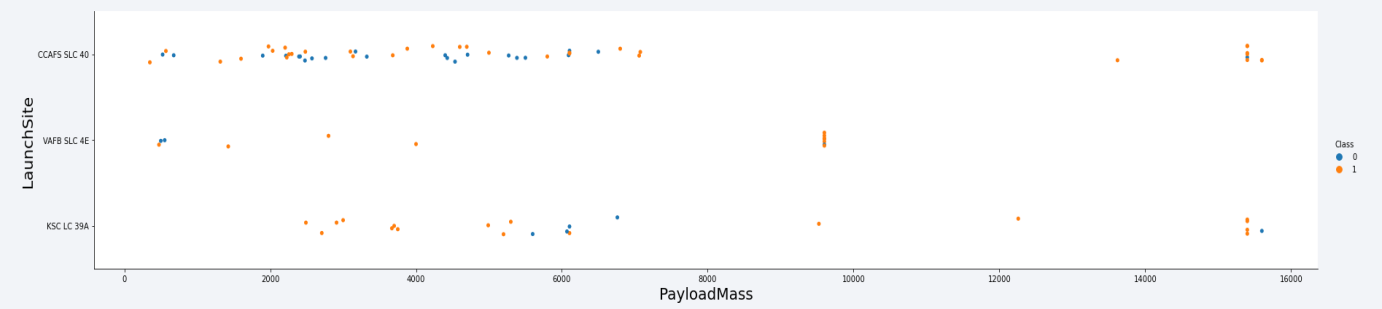 LaunchSite
CCAFS SLC 40
VAFB SLC 4E
KSC LC 39A
0 2000 4000 6000 8000 10000 12000 14000 16000
PayloadMass
Class
0
1